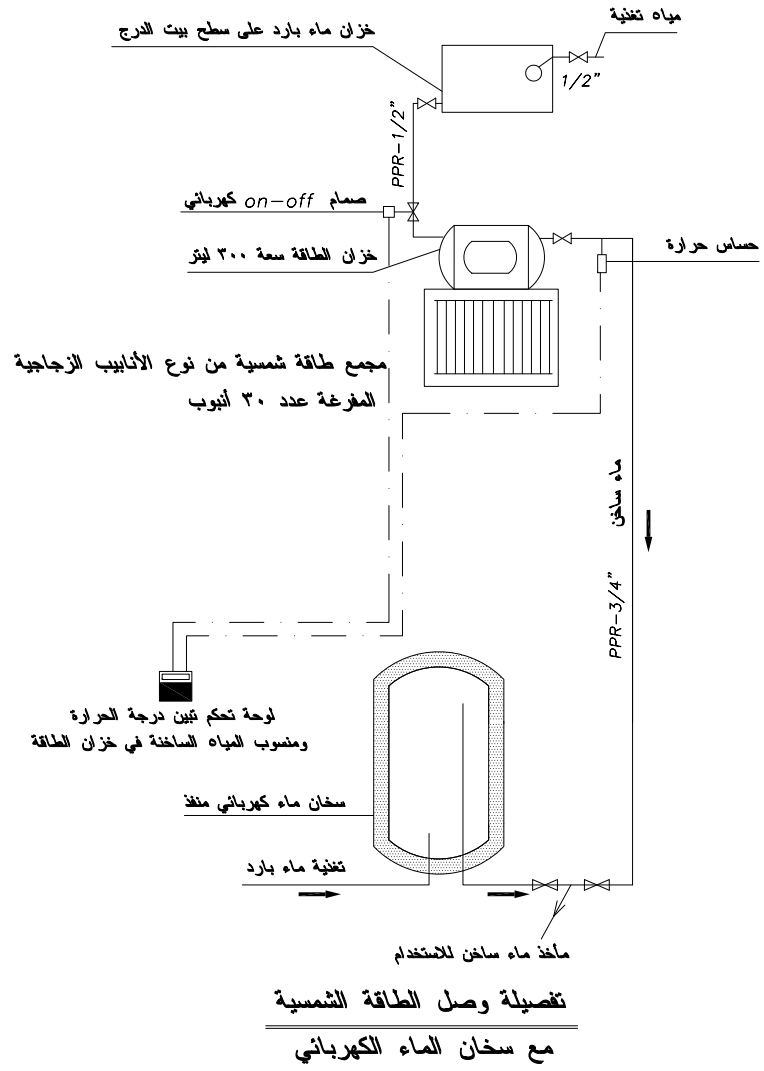 مياه تغذية
خزان ماء بارد على سطح بيت الدرج
1/2"
PPR-1/2"
صمام on-off كهربائي
حساس حرارة
خزان الطاقة سعة ٣٠٠ ليتر
مجمع طاقة شمسية من نوع الأنابيب الزجاجية
المفرغة عدد ٣٠ أنبوب
ماء ساخن
PPR-3/4"
لوحة تحكم تبين درجة الحرارة
ومنسوب المياه الساخنة في خزان الطاقة
سخان ماء كهربائي منفذ
تغذية ماء بارد
مأخذ ماء ساخن للاستخدام
تفصيلة وصل الطاقة الشمسية
مع سخان الماء الكهربائي